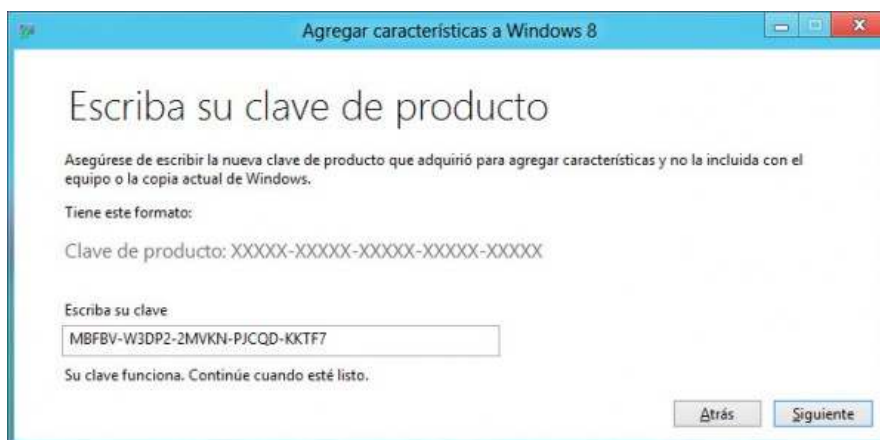 Agregar características a Windows 8
Escriba su clave de producto
Asegúrese de escribir la nueva clave de producto que adquirió para agregar características y no la incluida con el
equipo o la copia actual de Windows.
Tiene este formato:
Clave de producto: XXXXX-XXXXX-XXXXX-XXXXX-XXXXX
Escriba su clave
MBFBV-W3DP2-2MVKN-PJCQD-KKTF7
Su clave funciona. Continúe cuando esté listo.
Atrás Siguiente